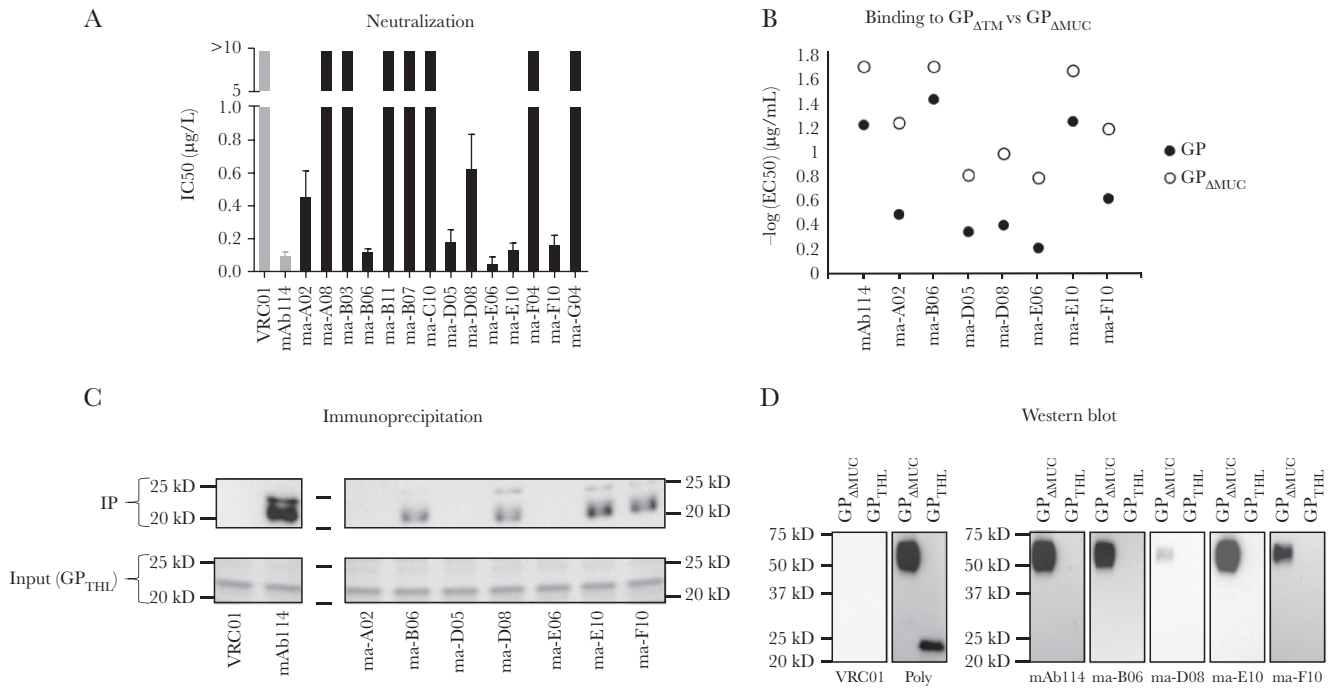 A
Neutralization
>10
5
1.0
0.8
0.6
0.4
0.2
0.0
IC50 (µg/L)
VRC01
mAb114
ma-A02
ma-A08
ma-B03
ma-B06
ma-B11
ma-B07
ma-C10
ma-D05
ma-D08
ma-E06
ma-E10
ma-F04
ma-F10
ma-G04
B
Binding to GPΔTM vs GPΔMUC
1.8
1.6
1.4
1.2
1
0.8
0.6
0.4
0.2
0
–log (EC50) (µg/mL)
mAb114
ma-A02
ma-B06
ma-D05
ma-D08
ma-E06
ma-E10
ma-F10
GP
GPΔMUC
C
Immunoprecipitation
IP
25 kD
20 kD
25 kD
20 kD
Input (GPTHL)
25 kD
20 kD
25 kD
20 kD
VRC01
mAb114
ma-A02
ma-B06
ma-D05
ma-D08
ma-E06
ma-E10
ma-F10
D
Western blot
GPΔMUC
GPTHL
GPΔMUC
GPTHL
GPΔMUC
GPTHL
GPΔMUC
GPTHL
GPΔMUC
GPTHL
GPΔMUC
GPTHL
GPΔMUC
GPTHL
75 kD
50 kD
37 kD
25 kD
20 kD
75 kD
50 kD
37 kD
25 kD
20 kD
VRC01
Poly
mAb114
ma-B06
ma-D08
ma-E10
ma-F10